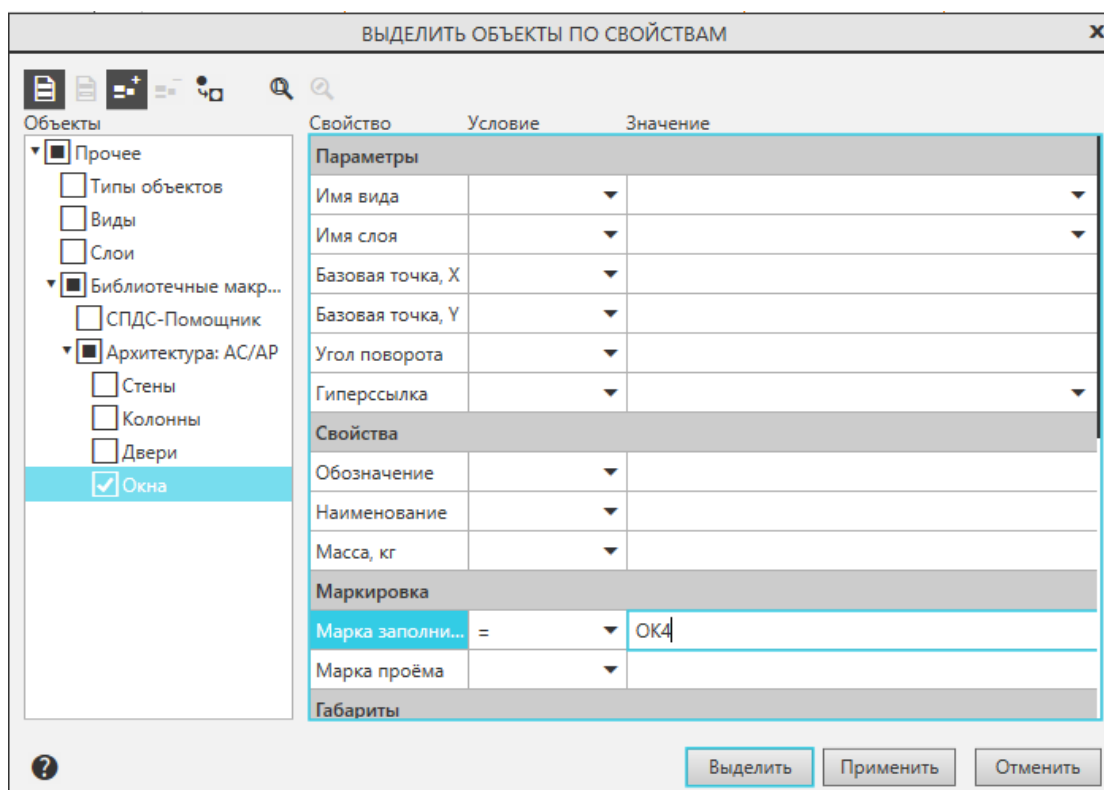 ВЫДЕЛИТЬ ОБЪЕКТЫ ПО СВОЙСТВАМ
Объекты
Свойство Условие Значение
Прочее
Типы объектов
Виды
Слои
Библиотечные макр...
СПДС-Помощник
Архитектура: АС/АР
Стены
Колонны
Двери
Окна
Параметры
Имя вида
Имя слоя
Базовая точка, X
Базовая точка, Y
Угол поворота
Гиперссылка
Свойства
Обозначение
Наименование
Масса, кг
Маркировка
Марка заполни... = ОК4
Марка проёма
Габариты
Выделить Применить Отменить